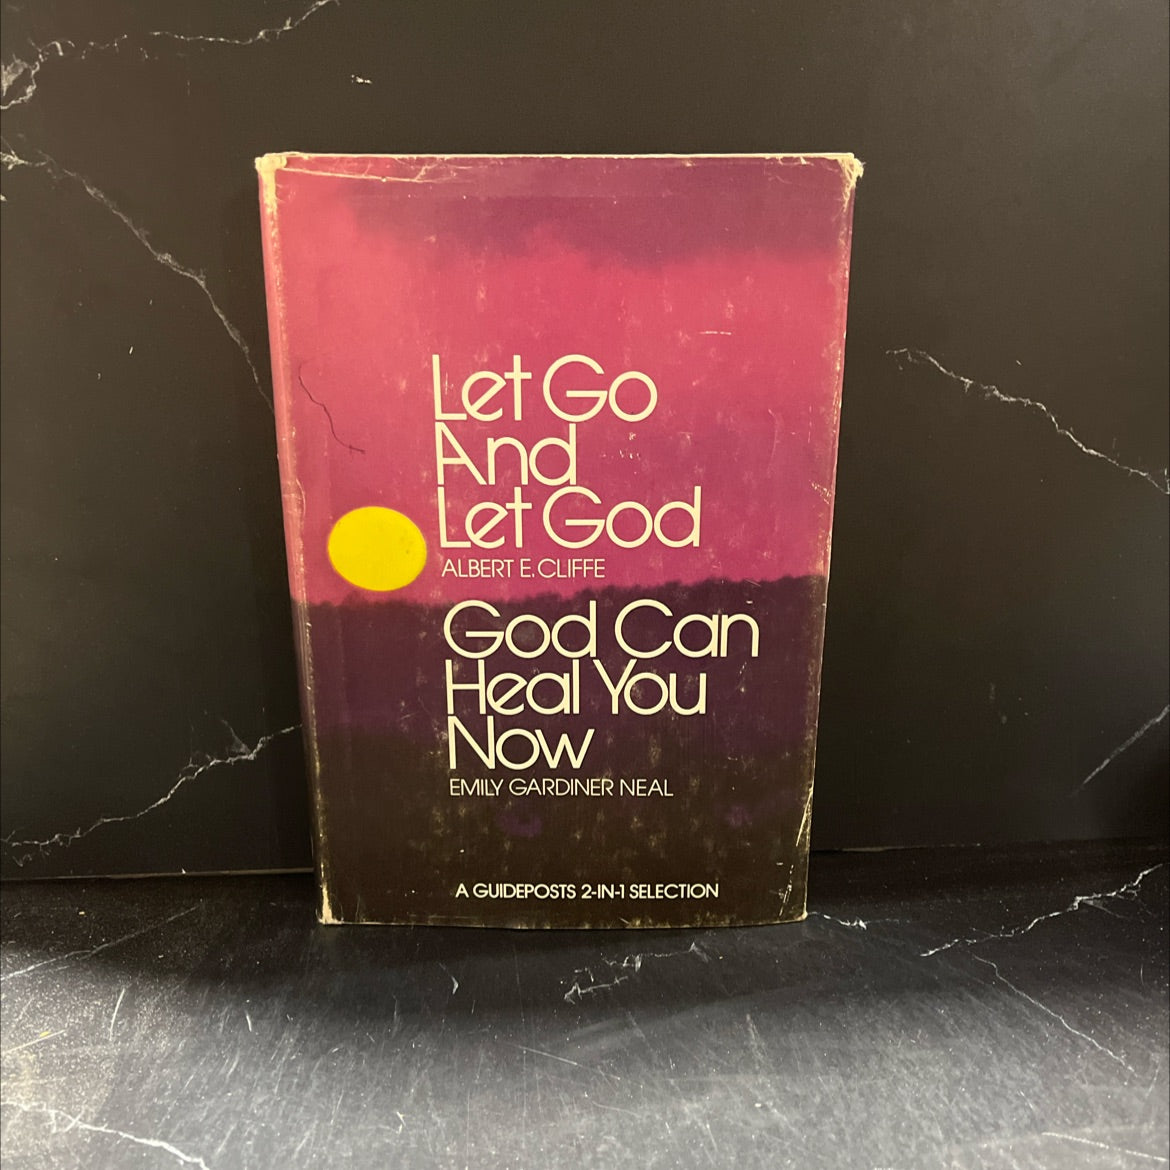 Let Go
And
Let God
ALBERT E. CLIFFE
God Can
Heal You
Now
EMILY GARDINER NEAL
A GUIDEPOSTS 2-IN-1 SELECTION